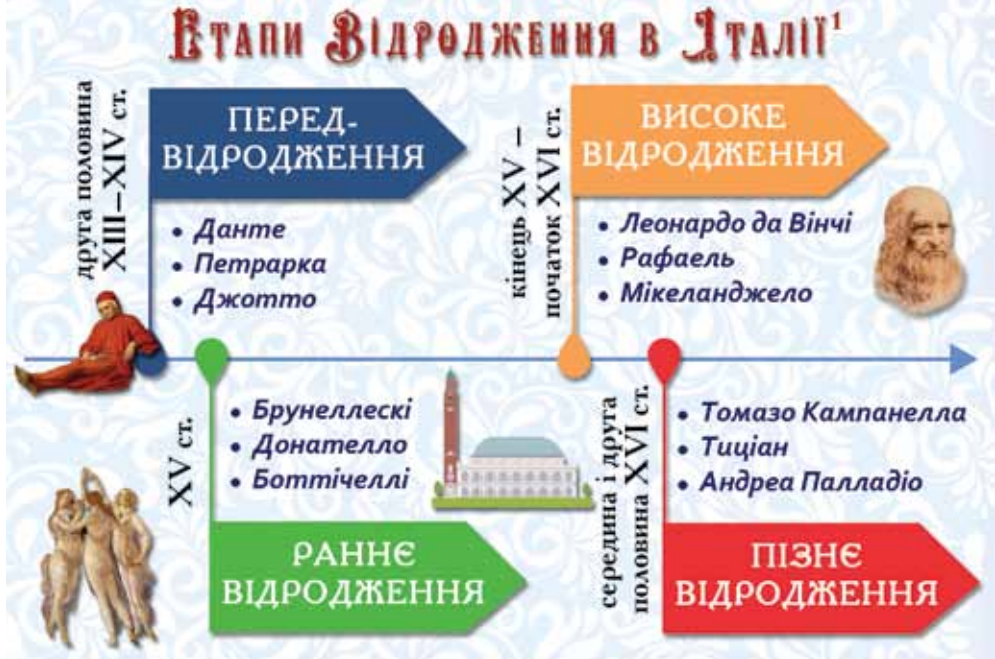 Етапи Відродження в Італії¹
друга половина
XIII–XIV ст.
ПЕРЕД-
ВІДРОДЖЕННЯ
• Данте
• Петрарка
• Джотто
кінець XV –
початок XVI ст.
ВИСОКЕ
ВІДРОДЖЕННЯ
• Леонардо да Вінчі
• Рафаель
• Мікеланджело
XV ст.
• Брунеллескі
• Донателло
• Боттічеллі
РАННЄ
ВІДРОДЖЕННЯ
середина і друга
половина XVI ст.
• Томазо Кампанелла
• Тиціан
• Андреа Палладіо
ПІЗНЄ
ВІДРОДЖЕННЯ